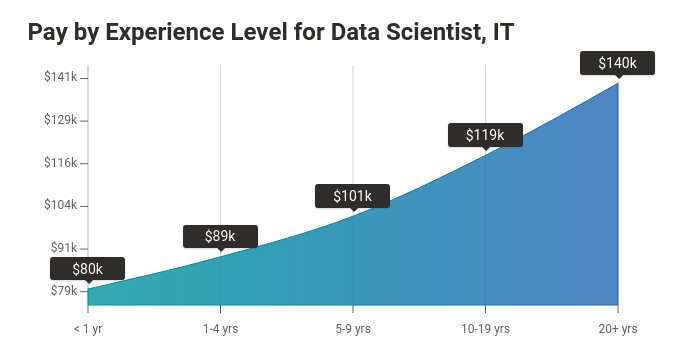 Pay by Experience Level for Data Scientist, IT
$141k
$129k
$116k
$104k
$91k
$79k
$80k
$89k
$101k
$119k
$140k
< 1 yr
1-4 yrs
5-9 yrs
10-19 yrs
20+ yrs